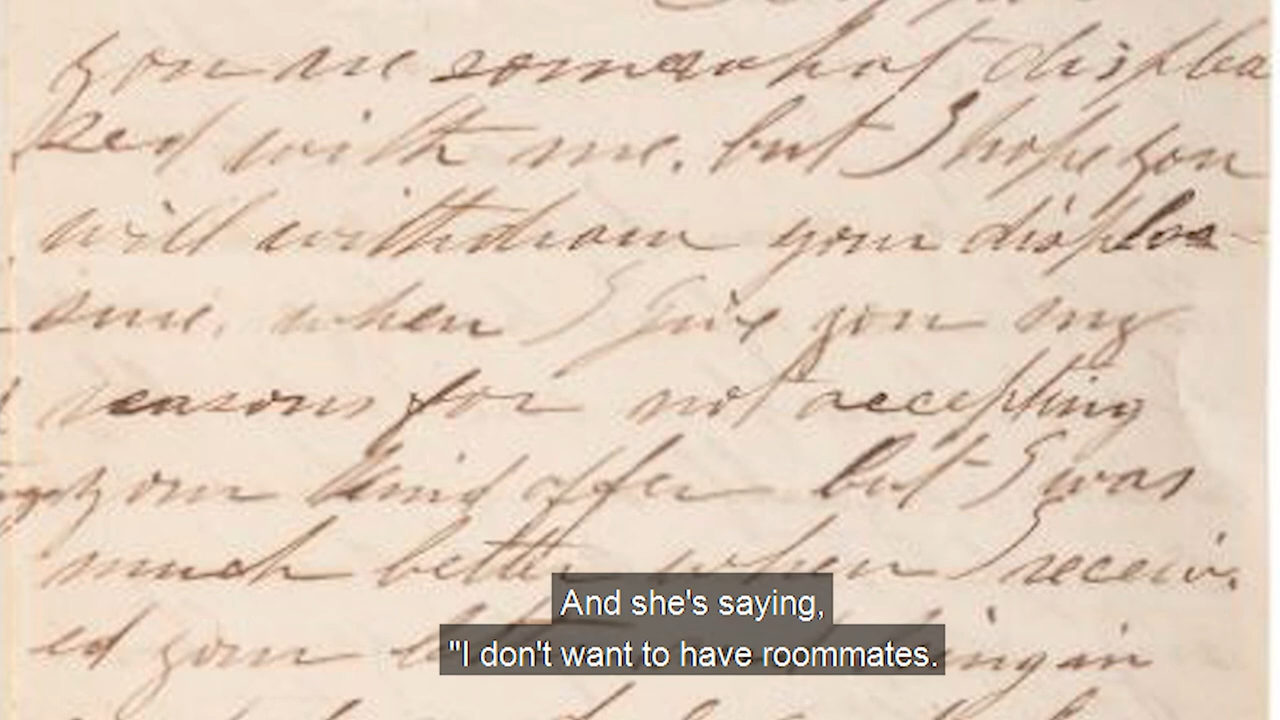 you are somewhat displea
sed with me, but I hope you
will withdraw your displea-
sure, when I give you my
reasons for not accepting
your kind offer but I was
much better when I receiv-
ed your being in
And she's saying,
"I don't want to have roommates.